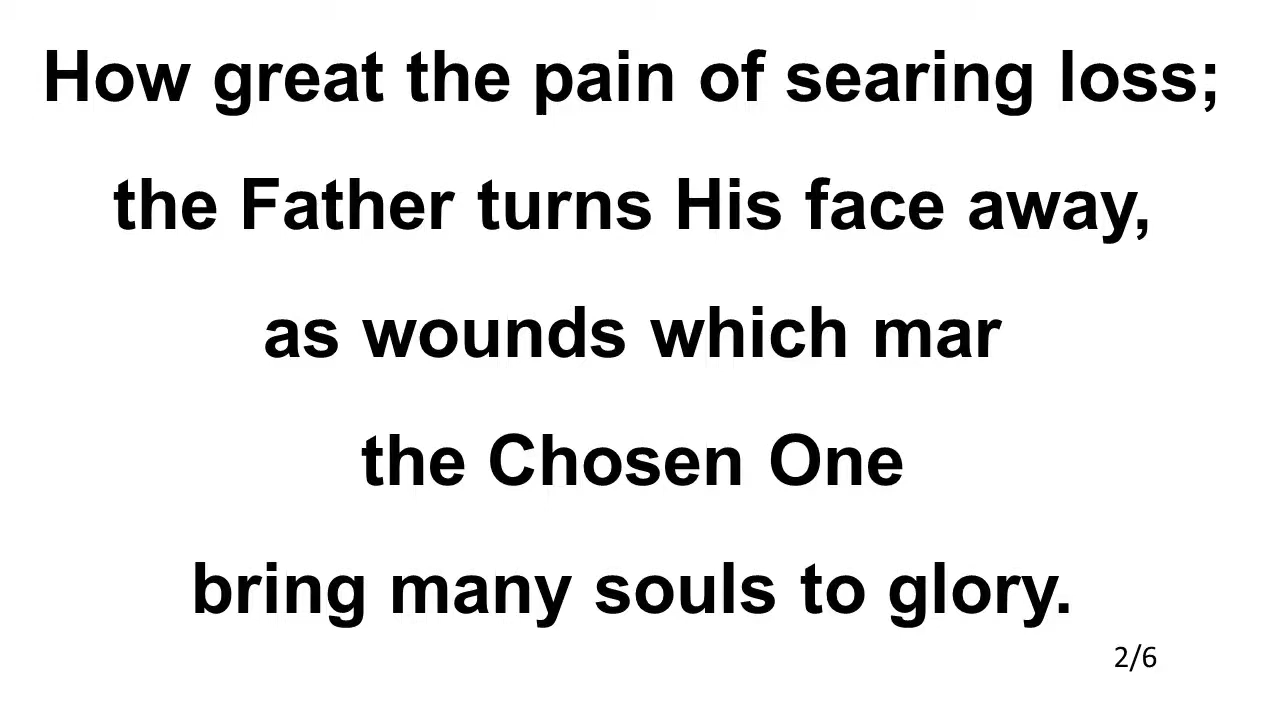 How great the pain of searing loss;
the Father turns His face away,
as wounds which mar
the Chosen One
bring many souls to glory.
2/6